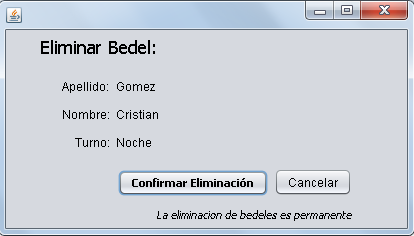 Eliminar Bedel:
Apellido: Gomez
Nombre: Cristian
Turno: Noche
Confirmar Eliminación Cancelar
La eliminacion de bedeles es permanente